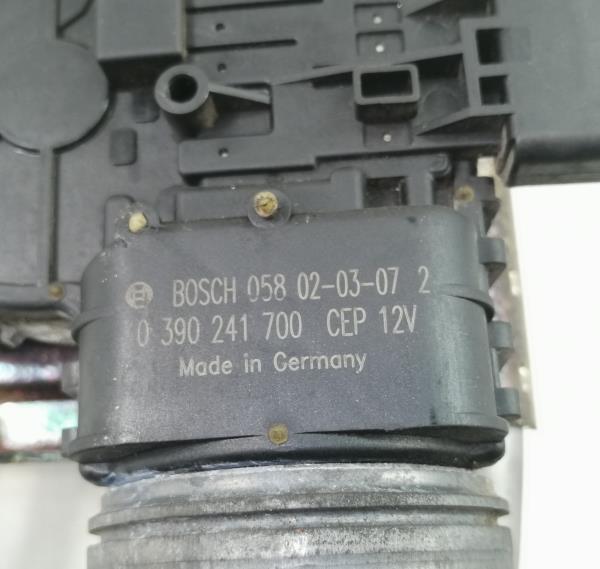 BOSCH 058 02-03-07 2
0 390 241 700 CEP 12V
Made in Germany